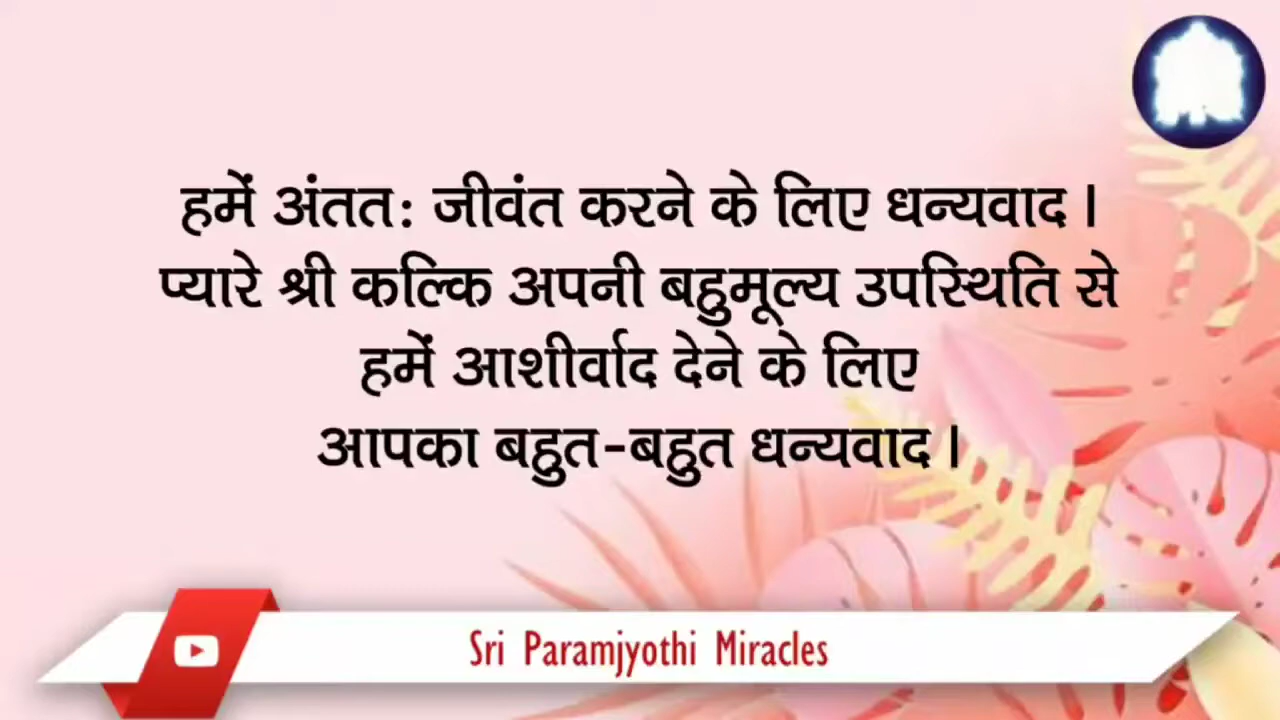 हमें अंततः जीवंत करने के लिए धन्यवाद।
प्यारे श्री कल्कि अपनी बहुमूल्य उपस्थिति से
हमें आशीर्वाद देने के लिए
आपका बहुत-बहुत धन्यवाद।
Sri Paramjyothi Miracles